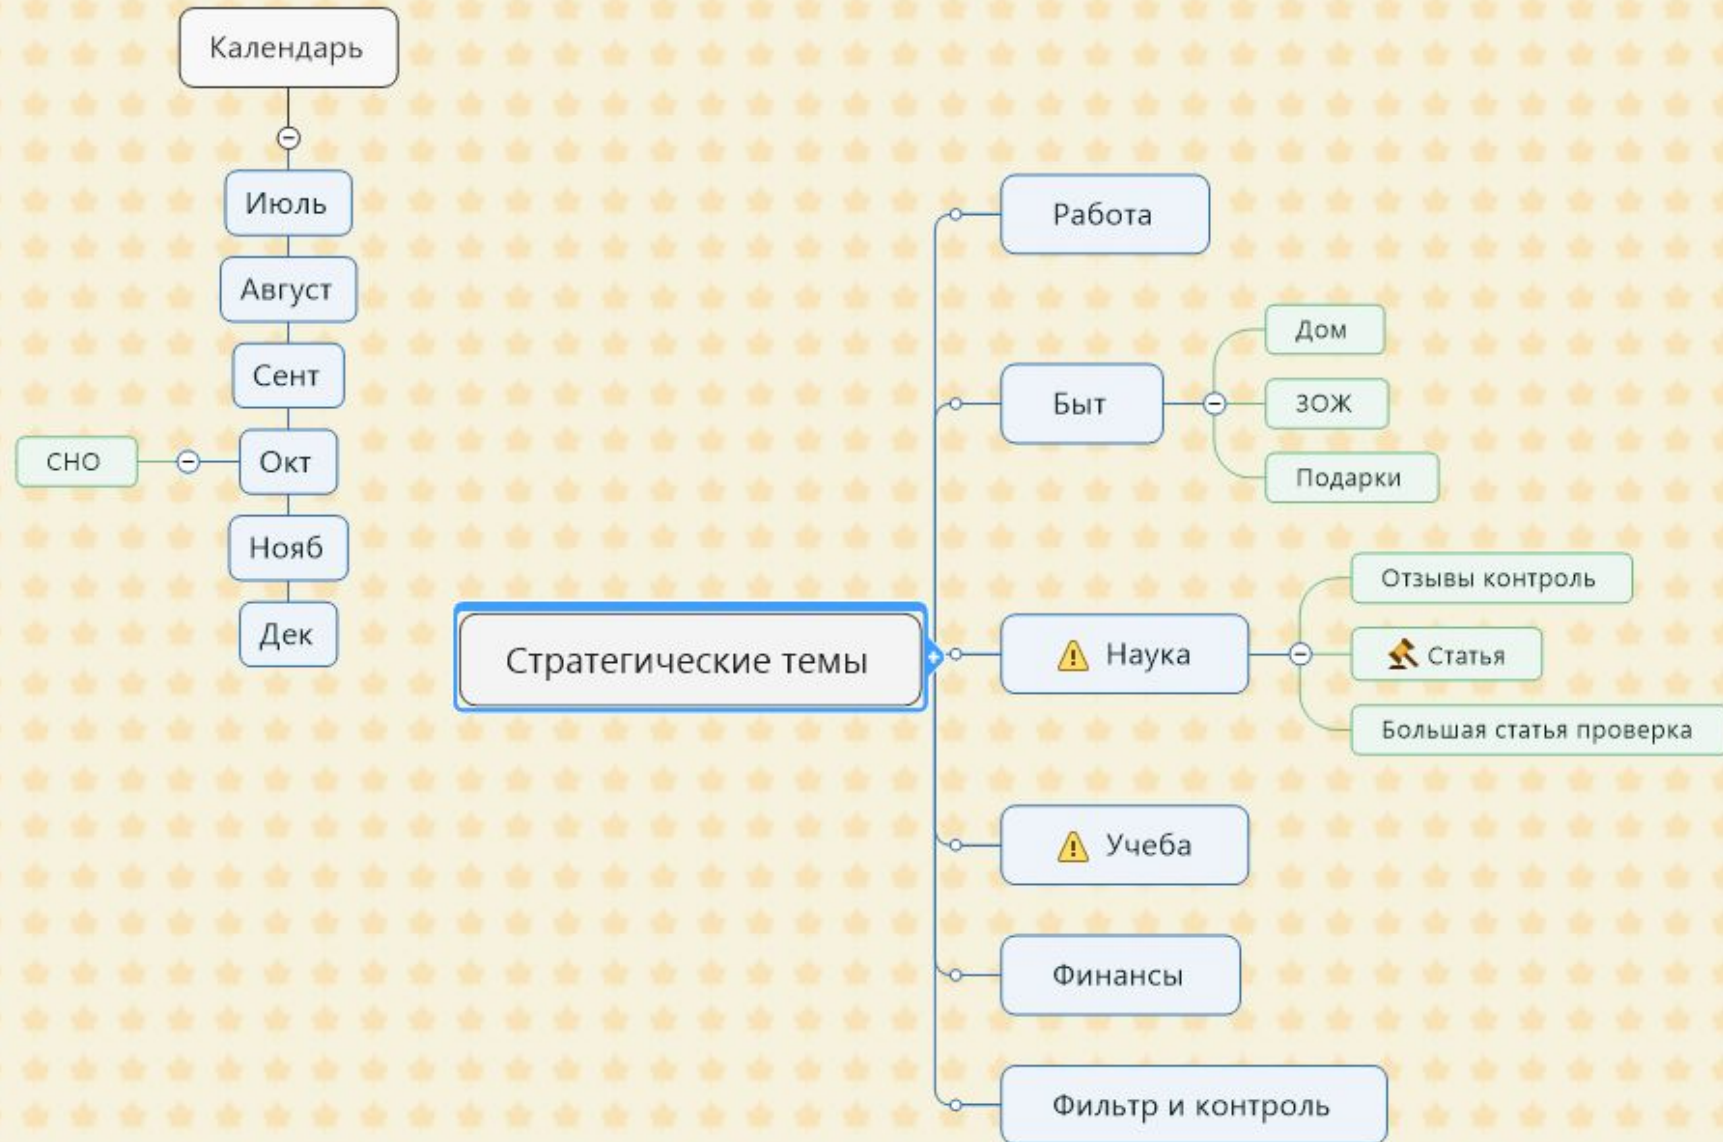 Календарь
Июль
Август
Сент
СНО
Окт
Нояб
Дек
Стратегические темы
Работа
Быт
Дом
ЗОЖ
Подарки
Наука
Отзывы контроль
Статья
Большая статья проверка
Учеба
Финансы
Фильтр и контроль